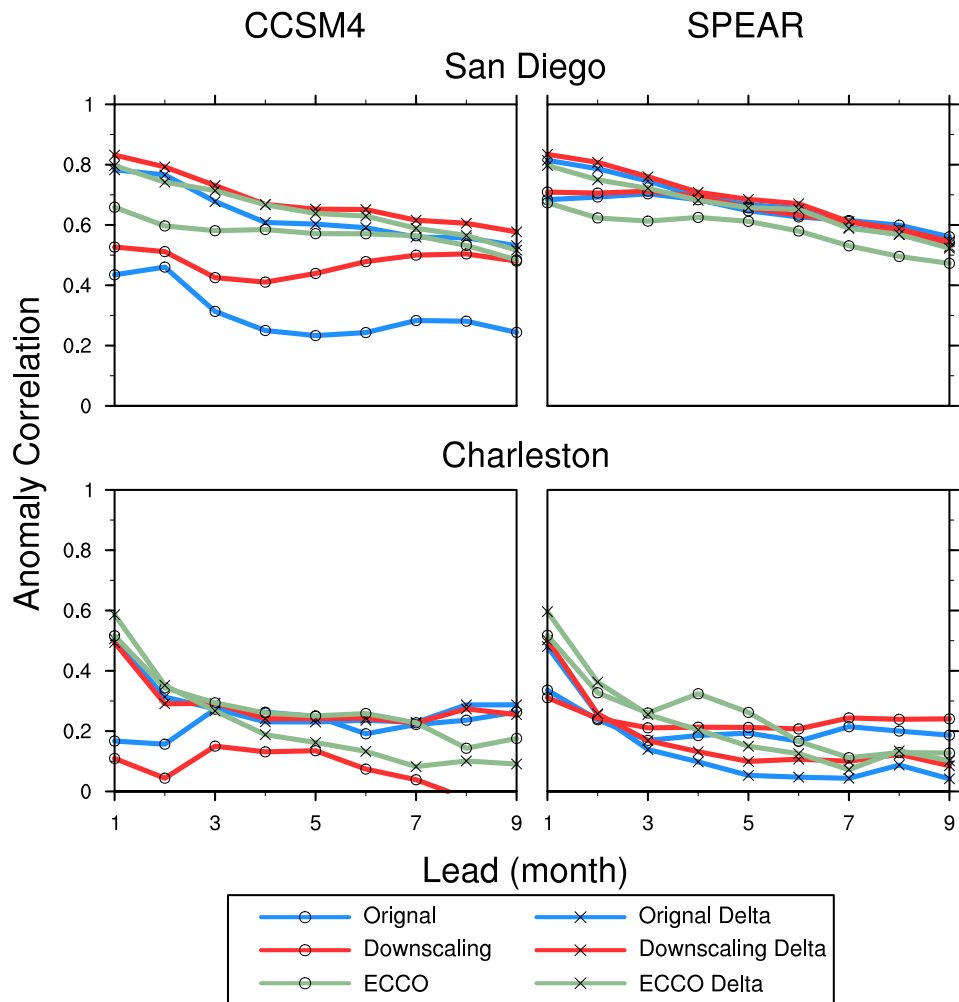 CCSM4 SPEAR
San Diego
1
0.8
0.6
0.4
0.2
0
Anomaly Correlation
Charleston
1
0.8
0.6
0.4
0.2
0
1 3 5 7 9 1 3 5 7 9
Lead (month)
Orignal Orignal Delta
Downscaling Downscaling Delta
ECCO ECCO Delta